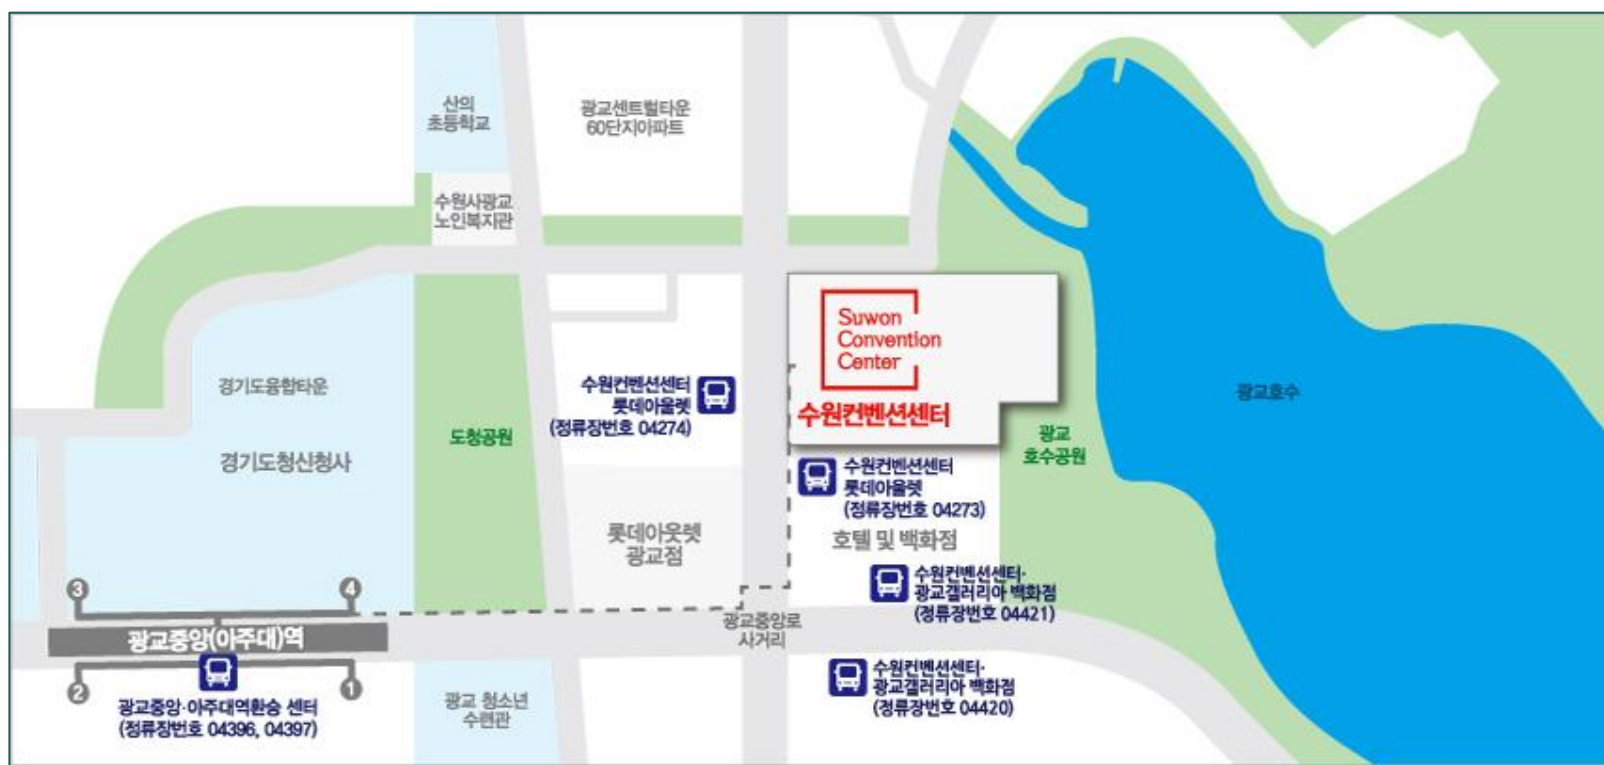 산의
초등학교
광교센트럴타운
60단지아파트
수원사광교
노인복지관
Suwon
Convention
Center
수원컨벤션센터
경기도융합타운
경기도청신청사
도청공원
수원컨벤션센터
롯데아울렛
(정류장번호 04274)
광교호수
광교
호수공원
수원컨벤션센터
롯데아울렛
(정류장번호 04273)
롯데아웃렛
광교점
호텔 및 백화점
수원컨벤션센터·
광교갤러리아 백화점
(정류장번호 04421)
3
4
광교중앙(아주대)역
광교중앙로
사거리
2
1
광교중앙·아주대역환승 센터
(정류장번호 04396, 04397)
광교 청소년
수련관
수원컨벤션센터·
광교갤러리아 백화점
(정류장번호 04420)